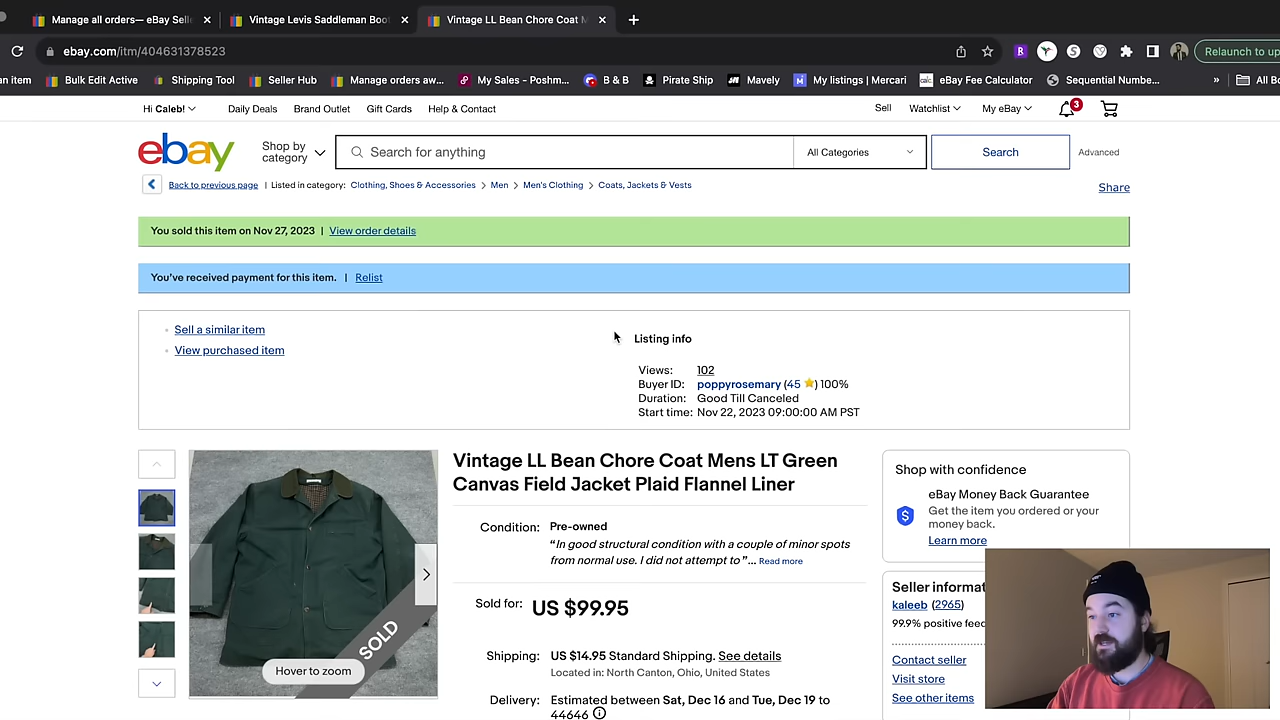 Manage all orders— eBay Selle
Vintage Levis Saddleman Boot
Vintage LL Bean Chore Coat M
ebay.com/itm/404631378523
Relaunch to up
an item
Bulk Edit Active
Shipping Tool
Seller Hub
Manage orders aw...
My Sales - Poshm...
B & B
Pirate Ship
Mavely
My listings | Mercari
eBay Fee Calculator
Sequential Numbe...
»
All Bo
Hi Caleb!
Daily Deals
Brand Outlet
Gift Cards
Help & Contact
Sell
Watchlist
My eBay
3
ebay
Shop by
category
Search for anything
All Categories
Search
Advanced
Back to previous page | Listed in category: Clothing, Shoes & Accessories > Men > Men's Clothing > Coats, Jackets & Vests
Share
You sold this item on Nov 27, 2023 | View order details
You've received payment for this item. | Relist
Sell a similar item
View purchased item
Listing info
Views: 102
Buyer ID: poppyrosemary (45 ) 100%
Duration: Good Till Canceled
Start time: Nov 22, 2023 09:00:00 AM PST
Vintage LL Bean Chore Coat Mens LT Green
Canvas Field Jacket Plaid Flannel Liner
Condition: Pre-owned
“In good structural condition with a couple of minor spots
from normal use. I did not attempt to ”... Read more
Sold for: US $99.95
Shipping: US $14.95 Standard Shipping. See details
Located in: North Canton, Ohio, United States
Delivery: Estimated between Sat, Dec 16 and Tue, Dec 19 to
44646
SOLD
Hover to zoom
Shop with confidence
eBay Money Back Guarantee
Get the item you ordered or your
money back.
Learn more
Seller informat
kaleeb (2965)
99.9% positive feed
Contact seller
Visit store
See other items